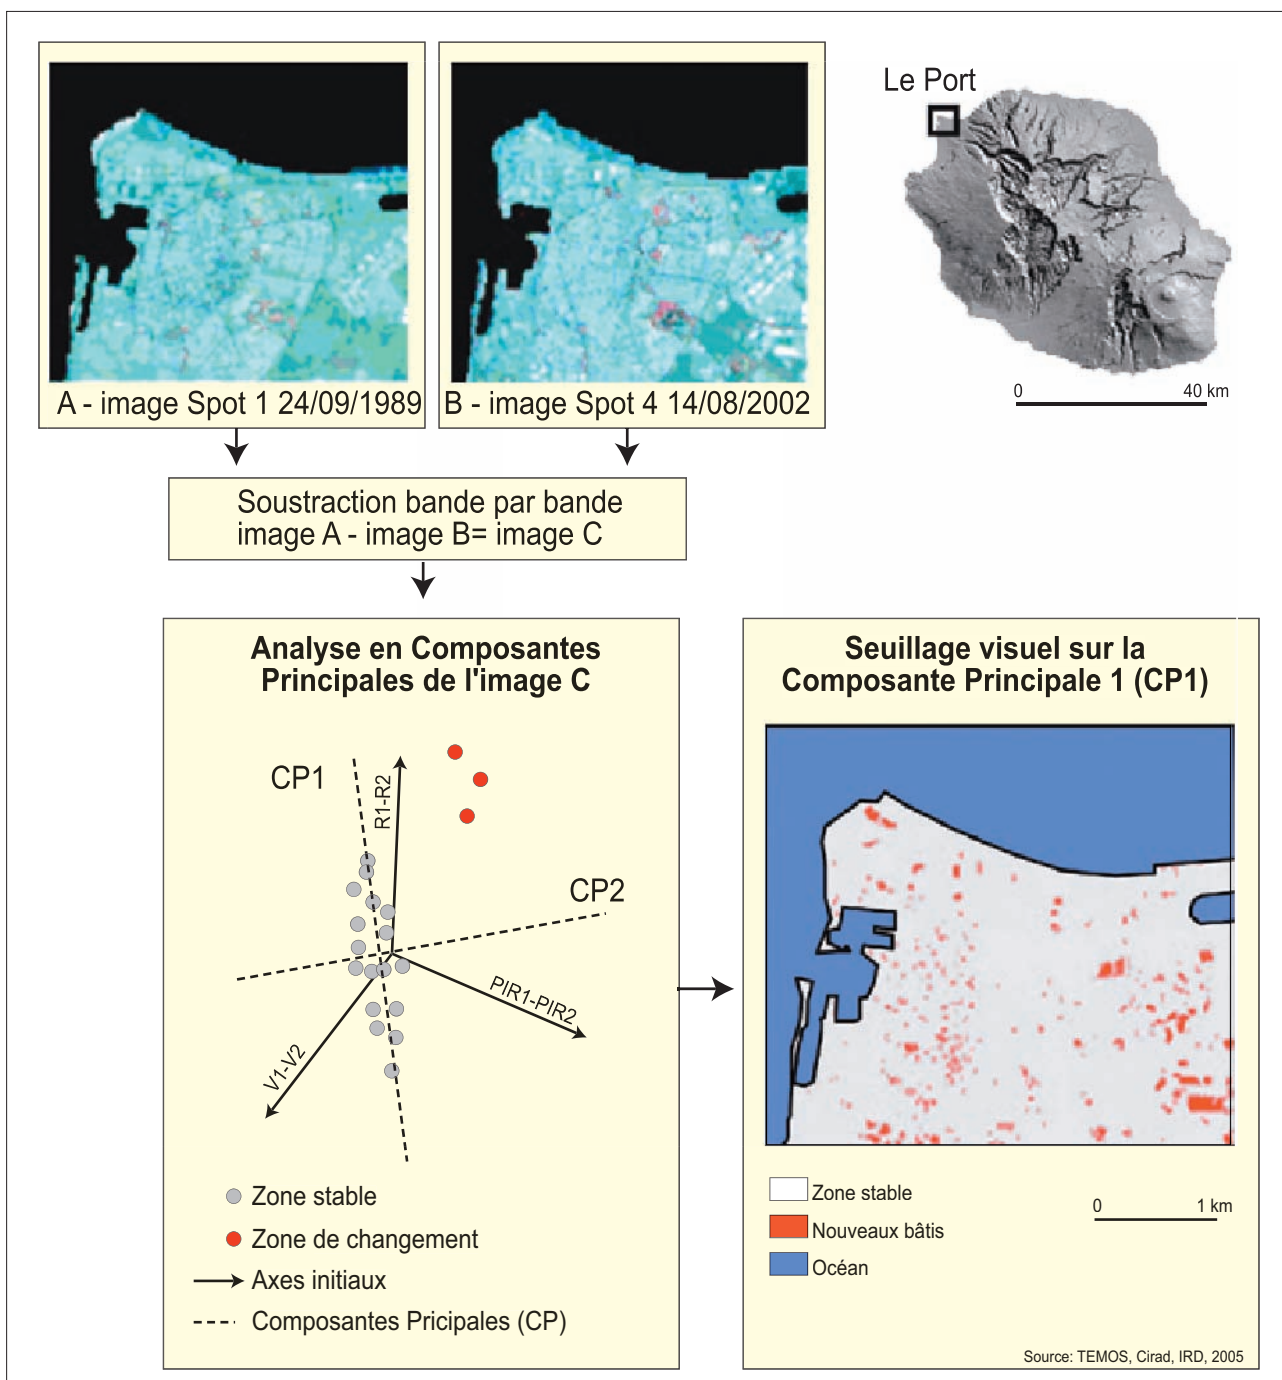 Le Port
0 40 km
A - image Spot 1 24/09/1989
B - image Spot 4 14/08/2002
Soustraction bande par bande
image A - image B= image C
Analyse en Composantes
Principales de l'image C
CP1
R1-R2
CP2
PIR1-PIR2
V1-V2
Zone stable
Zone de changement
Axes initiaux
Composantes Pricipales (CP)
Seuillage visuel sur la
Composante Principale 1 (CP1)
Zone stable
Nouveaux bâtis
Océan
0 1 km
Source: TEMOS, Cirad, IRD, 2005